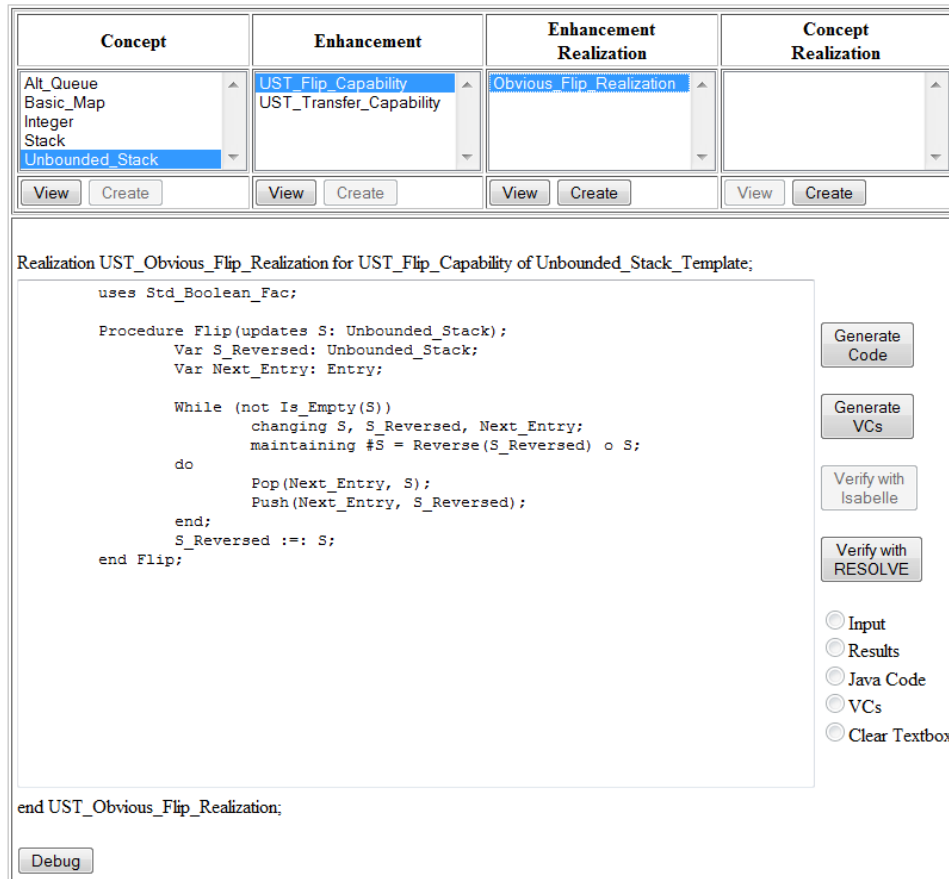 Concept Enhancement Enhancement Realization Concept Realization
Alt_Queue
Basic_Map
Integer
Stack
Unbounded_Stack
UST_Flip_Capability
UST_Transfer_Capability
Obvious_Flip_Realization
View Create View Create View Create View Create
Realization UST_Obvious_Flip_Realization for UST_Flip_Capability of Unbounded_Stack_Template;
uses Std_Boolean_Fac;
Procedure Flip(updates S: Unbounded_Stack);
Var S_Reversed: Unbounded_Stack;
Var Next_Entry: Entry;
While (not Is_Empty(S))
changing S, S_Reversed, Next_Entry;
maintaining #S = Reverse(S_Reversed) o S;
do
Pop(Next_Entry, S);
Push(Next_Entry, S_Reversed);
end;
S_Reversed :=: S;
end Flip;
Generate
Code
Generate
VCs
Verify with
Isabelle
Verify with
RESOLVE
Input
Results
Java Code
VCs
Clear Textbox
end UST_Obvious_Flip_Realization;
Debug